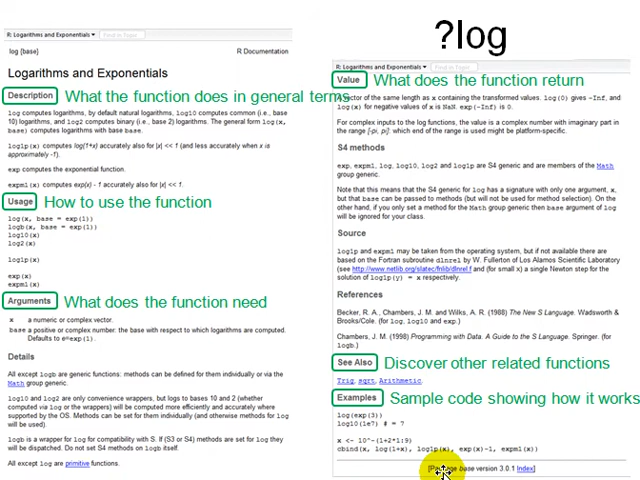 ?log
R: Logarithms and Exponentials
Find in Topic
log {base}
R Documentation
Logarithms and Exponentials
Description
What the function does in general terms
log computes logarithms, by default natural logarithms, log10 computes common (i.e., base
10) logarithms, and log2 computes binary (i.e., base 2) logarithms. The general form log(x,
base) computes logarithms with base base.
log1p(x) computes log(1+x) accurately also for |x| << 1 (and less accurately when x is
approximately -1).
exp computes the exponential function.
expm1(x) computes exp(x) - 1 accurately also for |x| << 1.
Usage
How to use the function
log(x, base = exp(1))
logb(x, base = exp(1))
log10(x)
log2(x)
log1p(x)
exp(x)
expm1(x)
Arguments
What does the function need
x a numeric or complex vector.
base a positive or complex number: the base with respect to which logarithms are computed.
Defaults to e=exp(1).
Details
All except logb are generic functions: methods can be defined for them individually or via the
Math group generic.
log10 and log2 are only convenience wrappers, but logs to bases 10 and 2 (whether
computed via log or the wrappers) will be computed more efficiently and accurately where
supported by the OS. Methods can be set for them individually (and otherwise methods for log
will be used).
logb is a wrapper for log for compatibility with S. If (S3 or S4) methods are set for log they
will be dispatched. Do not set S4 methods on logb itself.
All except log are primitive functions.
R: Logarithms and Exponentials
Find in Topic
Value
What does the function return
A vector of the same length as x containing the transformed values. log(0) gives -Inf, and
log(x) for negative values of x is NaN. exp(-Inf) is 0.
For complex inputs to the log functions, the value is a complex number with imaginary part in
the range [-pi, pi], which end of the range is used might be platform-specific.
S4 methods
exp, expm1, log, log10, log2 and log1p are S4 generic and are members of the Math
group generic.
Note that this means that the S4 generic for log has a signature with only one argument, x,
but that base can be passed to methods (but will not be used for method selection). On the
other hand, if you only set a method for the Math group generic then base argument of log
will be ignored for your class.
Source
log1p and expm1 may be taken from the operating system, but if not available there are
based on the Fortran subroutine dlnrel by W. Fullerton of Los Alamos Scientific Laboratory
(see http://www.netlib.org/slatec/fnlib/dlnrel.f and (for small x) a single Newton step for the
solution of log1p(y) = x respectively.
References
Becker, R. A., Chambers, J. M. and Wilks, A. R. (1988) The New S Language. Wadsworth &
Brooks/Cole. (for log, log10 and exp.)
Chambers, J. M. (1998) Programming with Data. A Guide to the S Language. Springer. (for
logb.)
See Also
Discover other related functions
Trig, sqrt, Arithmetic.
Examples
Sample code showing how it works
log(exp(3))
log10(1e7) # = 7
x <- 10^-(1+2*1:9)
cbind(x, log(1+x), log1p(x), exp(x)-1, expm1(x))
[Package base version 3.0.1 Index]